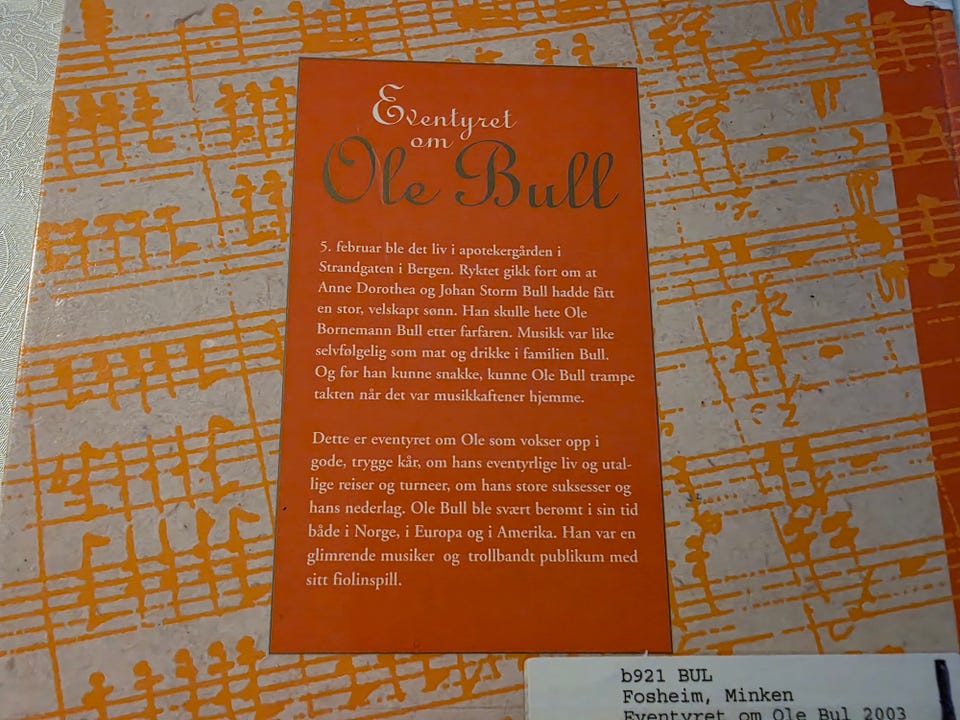 Eventyret
om
Ole Bull
5. februar ble det liv i apotekergården i
Strandgaten i Bergen. Ryktet gikk fort om at
Anne Dorothea og Johan Storm Bull hadde fått
en stor, velskapt sønn. Han skulle hete Ole
Bornemann Bull etter farfaren. Musikk var like
selvfølgelig som mat og drikke i familien Bull.
Og før han kunne snakke, kunne Ole Bull trampe
takten når det var musikkaftener hjemme.
Dette er eventyret om Ole som vokser opp i
gode, trygge kår, om hans eventyrlige liv og utal-
lige reiser og turneer, om hans store suksesser og
hans nederlag. Ole Bull ble svært berømt i sin tid
både i Norge, i Europa og i Amerika. Han var en
glimrende musiker og trollbandt publikum med
sitt fiolinspill.
b921 BUL
Fosheim, Minken
Eventyret om Ole Bul 2003